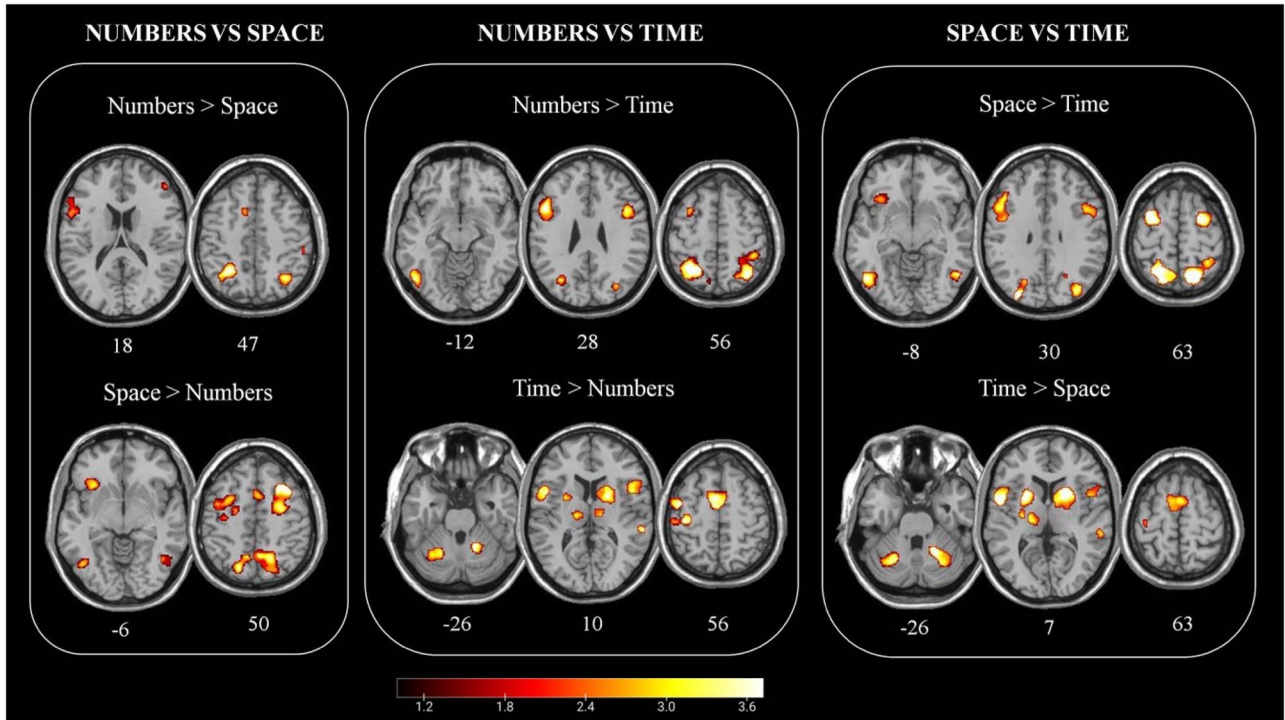 NUMBERS VS SPACE
NUMBERS VS TIME
SPACE VS TIME
Numbers > Space
Numbers > Time
Space > Time
18
47
-12
28
56
-8
30
63
Space > Numbers
Time > Numbers
Time > Space
-6
50
-26
10
56
-26
7
63
1.2
1.8
2.4
3.0
3.6